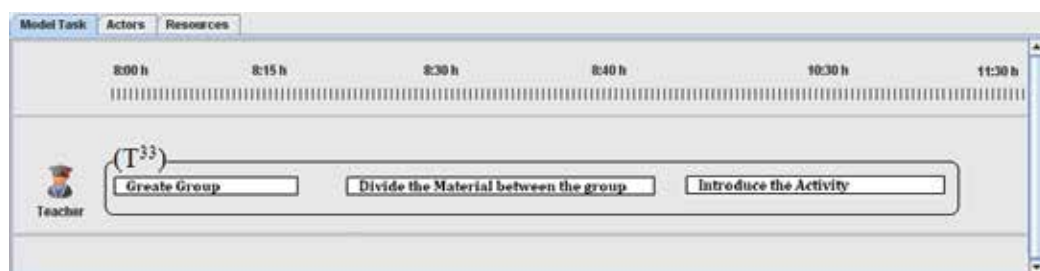 Model Task Actors Resources
8:00 h 8:15 h 8:30 h 8:40 h 10:30 h 11:30 h
(T³³)
Greate Group Divide the Material between the group Introduce the Activity
Teacher